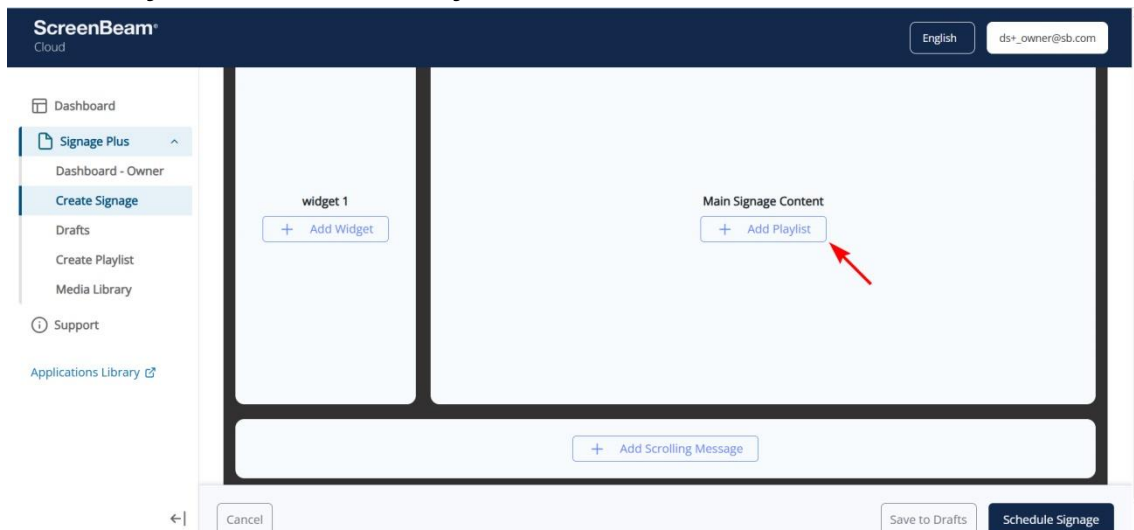 ScreenBeam®
Cloud
English
ds+_owner@sb.com
Dashboard
Signage Plus
Dashboard - Owner
Create Signage
Drafts
Create Playlist
Media Library
Support
Applications Library
widget 1
+ Add Widget
Main Signage Content
+ Add Playlist
+ Add Scrolling Message
Cancel
Save to Drafts
Schedule Signage